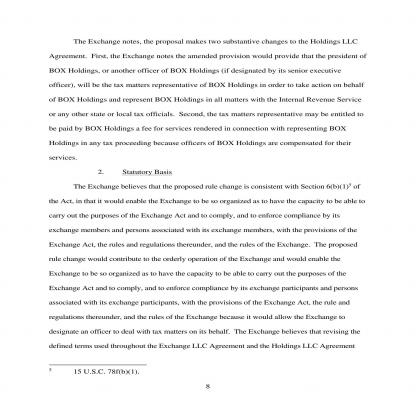 The Exchange notes, the proposal makes two substantive changes to the Holdings LLC
Agreement.  First, the Exchange notes the amended provision would provide that the president of
BOX Holdings, or another officer of BOX Holdings (if designated by its senior executive
officer), will be the tax matters representative of BOX Holdings in order to take action on behalf
of BOX Holdings and represent BOX Holdings in all matters with the Internal Revenue Service
or any other state or local tax officials.  Second, the tax matters representative may be entitled to
be paid by BOX Holdings a fee for services rendered in connection with representing BOX
Holdings in any tax proceeding because officers of BOX Holdings are compensated for their
services.
2. Statutory Basis
The Exchange believes that the proposed rule change is consistent with Section 6(b)(1)5 of
the Act, in that it would enable the Exchange to be so organized as to have the capacity to be able to
carry out the purposes of the Exchange Act and to comply, and to enforce compliance by its
exchange members and persons associated with its exchange members, with the provisions of the
Exchange Act, the rules and regulations thereunder, and the rules of the Exchange.  The proposed
rule change would contribute to the orderly operation of the Exchange and would enable the
Exchange to be so organized as to have the capacity to be able to carry out the purposes of the
Exchange Act and to comply, and to enforce compliance by its exchange participants and persons
associated with its exchange participants, with the provisions of the Exchange Act, the rule and
regulations thereunder, and the rules of the Exchange because it would allow the Exchange to
designate an officer to deal with tax matters on its behalf.  The Exchange believes that revising the
defined terms used throughout the Exchange LLC Agreement and the Holdings LLC Agreement
5 15 U.S.C. 78f(b)(1).
8